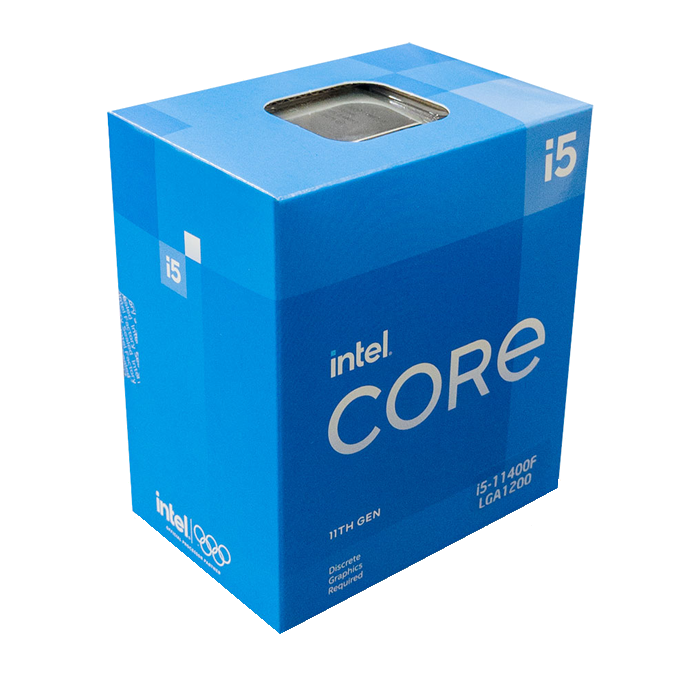 i5
i5
intel.
CORE
i5-11400F
LGA1200
11TH GEN
Discrete
Graphics
Required
intel.